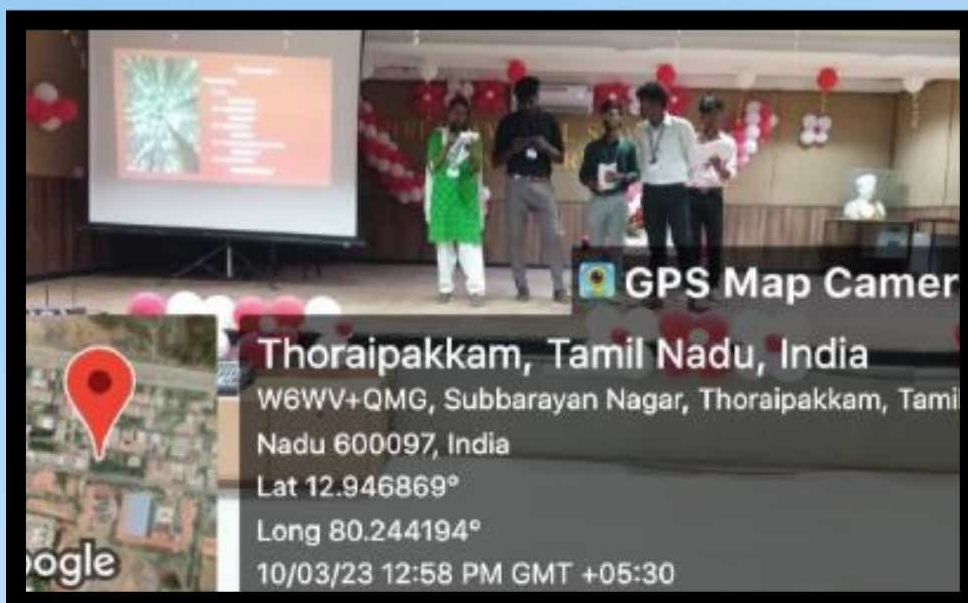 GPS Map Camer
Thoraipakkam, Tamil Nadu, India
W6WV+QMG, Subbarayan Nagar, Thoraipakkam, Tami
Nadu 600097, India
Lat 12.946869°
Long 80.244194°
10/03/23 12:58 PM GMT +05:30
oogle